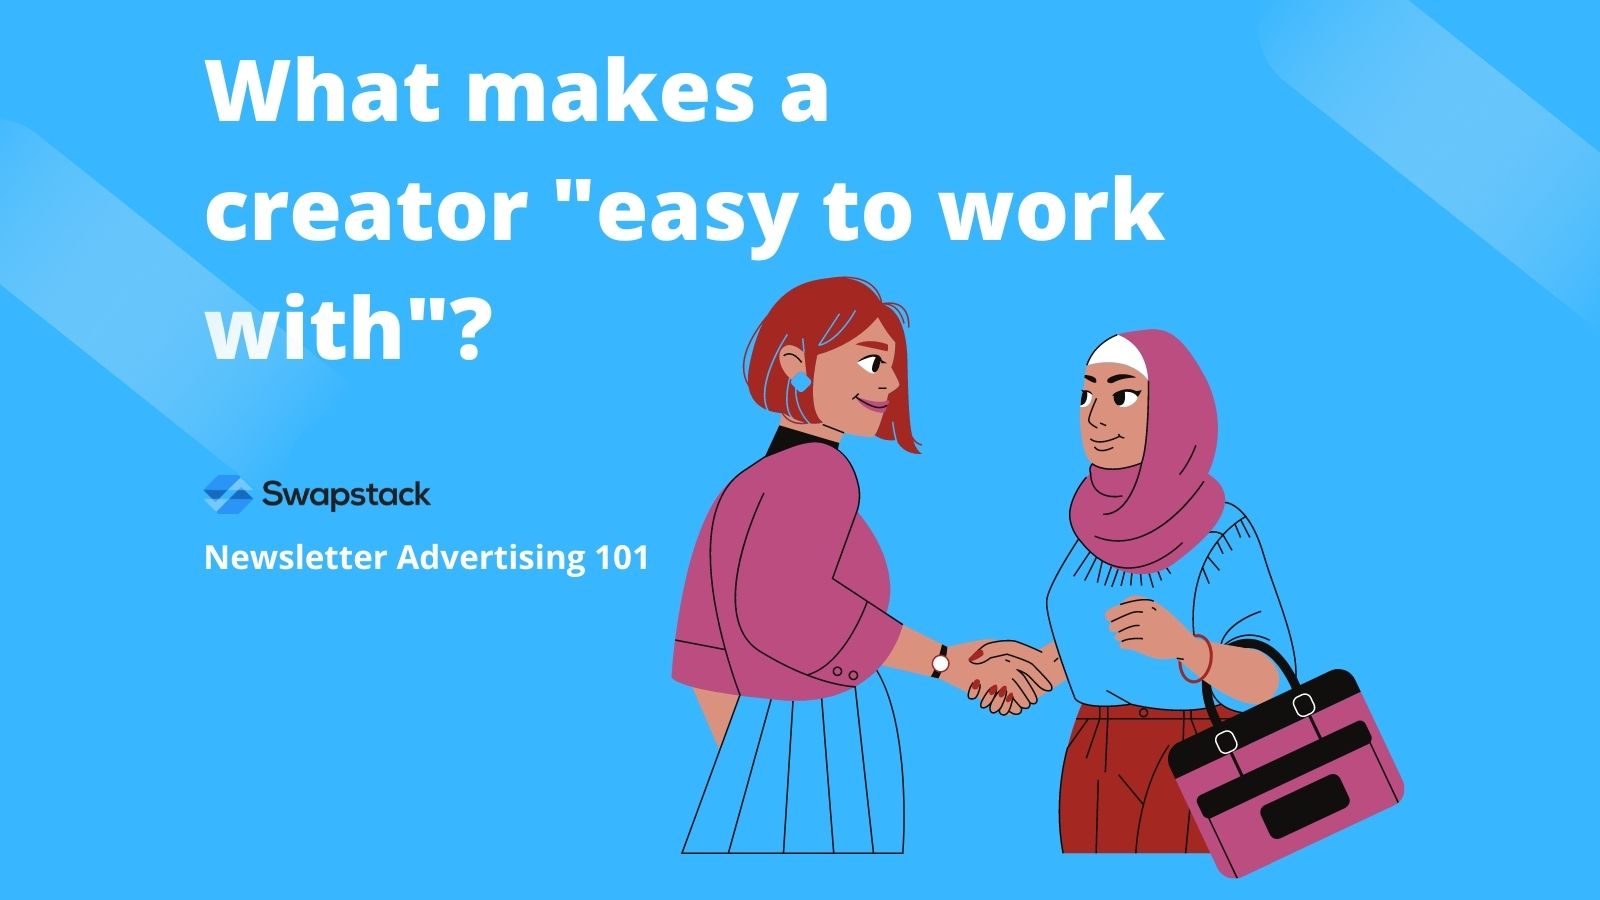 What makes a
creator "easy to work
with"?
Swapstack
Newsletter Advertising 101